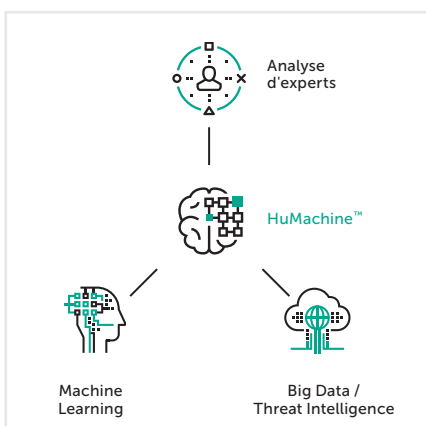 Analyse
d'experts
HuMachine™
Machine
Learning
Big Data /
Threat Intelligence